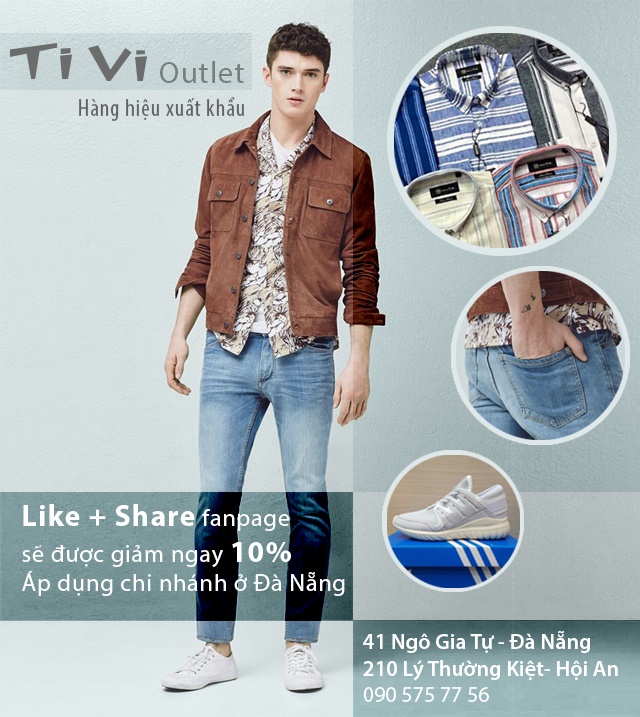 Ti Vi Outlet
Hàng hiệu xuất khẩu
Like + Share fanpage
sẽ được giảm ngay 10%
Áp dụng chi nhánh ở Đà Nẵng
41 Ngô Gia Tự - Đà Nẵng
210 Lý Thường Kiệt- Hội An
090 575 77 56